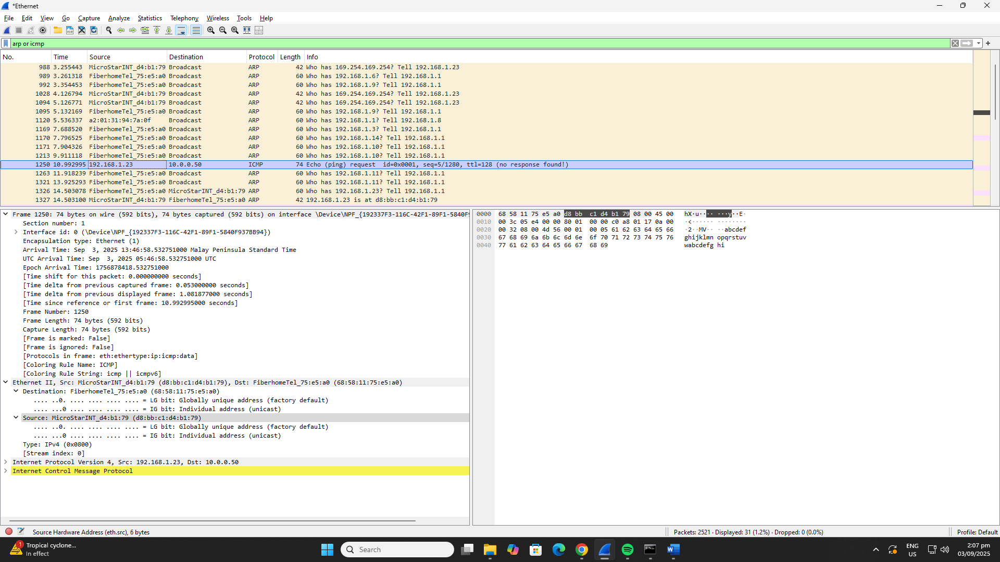 *Ethernet
File Edit View Go Capture Analyze Statistics Telephony Wireless Tools Help
arp or icmp
No. Time Source Destination Protocol Length Info
988 3.255443 MicroStarINT_d4:b1:79 Broadcast ARP 42 Who has 169.254.169.254? Tell 192.168.1.23
989 3.261318 FiberhomeTel_75:e5:a0 Broadcast ARP 60 Who has 192.168.1.6? Tell 192.168.1.1
992 3.354453 FiberhomeTel_75:e5:a0 Broadcast ARP 60 Who has 192.168.1.9? Tell 192.168.1.1
1028 4.126794 MicroStarINT_d4:b1:79 Broadcast ARP 42 Who has 169.254.169.254? Tell 192.168.1.23
1094 5.126771 MicroStarINT_d4:b1:79 Broadcast ARP 42 Who has 169.254.169.254? Tell 192.168.1.23
1095 5.132169 FiberhomeTel_75:e5:a0 Broadcast ARP 60 Who has 192.168.1.9? Tell 192.168.1.1
1120 5.536337 a2:01:31:94:7a:0f Broadcast ARP 60 Who has 192.168.1.1? Tell 192.168.1.8
1169 7.688520 FiberhomeTel_75:e5:a0 Broadcast ARP 60 Who has 192.168.1.3? Tell 192.168.1.1
1170 7.796525 FiberhomeTel_75:e5:a0 Broadcast ARP 60 Who has 192.168.1.14? Tell 192.168.1.1
1171 7.904326 FiberhomeTel_75:e5:a0 Broadcast ARP 60 Who has 192.168.1.10? Tell 192.168.1.1
1213 9.911118 FiberhomeTel_75:e5:a0 Broadcast ARP 60 Who has 192.168.1.10? Tell 192.168.1.1
1250 10.992995 192.168.1.23 10.0.0.50 ICMP 74 Echo (ping) request id=0x0001, seq=5/1280, ttl=128 (no response found!)
1263 11.918239 FiberhomeTel_75:e5:a0 Broadcast ARP 60 Who has 192.168.1.11? Tell 192.168.1.1
1321 13.925293 FiberhomeTel_75:e5:a0 Broadcast ARP 60 Who has 192.168.1.11? Tell 192.168.1.1
1326 14.503078 FiberhomeTel_75:e5:a0 MicroStarINT_d4:b1:79 ARP 60 Who has 192.168.1.23? Tell 192.168.1.1
1327 14.503100 MicroStarINT_d4:b1:79 FiberhomeTel_75:e5:a0 ARP 42 192.168.1.23 is at d8:bb:c1:d4:b1:79
Frame 1250: 74 bytes on wire (592 bits), 74 bytes captured (592 bits) on interface \Device\NPF_{192337F3-116C-42F1-89F1-5840F9
Section number: 1
Interface id: 0 (\Device\NPF_{192337F3-116C-42F1-89F1-5840F937BB94})
Encapsulation type: Ethernet (1)
Arrival Time: Sep 3, 2025 13:46:58.532751000 Malay Peninsula Standard Time
UTC Arrival Time: Sep 3, 2025 05:46:58.532751000 UTC
Epoch Arrival Time: 1756878418.532751000
[Time shift for this packet: 0.000000000 seconds]
[Time delta from previous captured frame: 0.053000000 seconds]
[Time delta from previous displayed frame: 1.081877000 seconds]
[Time since reference or first frame: 10.992995000 seconds]
Frame Number: 1250
Frame Length: 74 bytes (592 bits)
Capture Length: 74 bytes (592 bits)
[Frame is marked: False]
[Frame is ignored: False]
[Protocols in frame: eth:ethertype:ip:icmp:data]
[Coloring Rule Name: ICMP]
[Coloring Rule String: icmp || icmpv6]
Ethernet II, Src: MicroStarINT_d4:b1:79 (d8:bb:c1:d4:b1:79), Dst: FiberhomeTel_75:e5:a0 (68:58:11:75:e5:a0)
Destination: FiberhomeTel_75:e5:a0 (68:58:11:75:e5:a0)
.... ..0. .... .... .... .... = LG bit: Globally unique address (factory default)
.... ...0 .... .... .... .... = IG bit: Individual address (unicast)
Source: MicroStarINT_d4:b1:79 (d8:bb:c1:d4:b1:79)
.... ..0. .... .... .... .... = LG bit: Globally unique address (factory default)
.... ...0 .... .... .... .... = IG bit: Individual address (unicast)
Type: IPv4 (0x0800)
[Stream index: 0]
Internet Protocol Version 4, Src: 192.168.1.23, Dst: 10.0.0.50
Internet Control Message Protocol
0000 68 58 11 75 e5 a0 d8 bb c1 d4 b1 79 08 00 45 00 hX·u·· ·· ···y··E·
0010 00 3c 05 e4 00 00 80 01 00 00 c0 a8 01 17 0a 00 ·<······ ········
0020 00 32 08 00 4d 56 00 01 00 05 61 62 63 64 65 66 ·2··MV·· ··abcdef
0030 67 68 69 6a 6b 6c 6d 6e 6f 70 71 72 73 74 75 76 ghijklmn opqrstuv
0040 77 61 62 63 64 65 66 67 68 69 wabcdefg hi
Source Hardware Address (eth.src), 6 bytes
Packets: 2521 · Displayed: 31 (1.2%) · Dropped: 0 (0.0%)
Profile: Default
1
Tropical cyclone...
In effect
Search
ENG
US
2:07 pm
03/09/2025